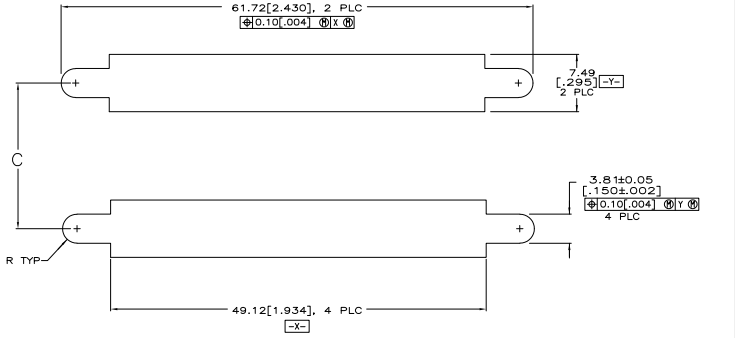 61.72[2.430], 2 PLC
⌖ 0.10[.004] Ⓜ X Ⓜ
7.49
[.295] -Y-
2 PLC
C
3.81±0.05
[.150±.002]
⌖ 0.10[.004] Ⓜ Y Ⓜ
4 PLC
R TYP
49.12[1.934], 4 PLC
-X-